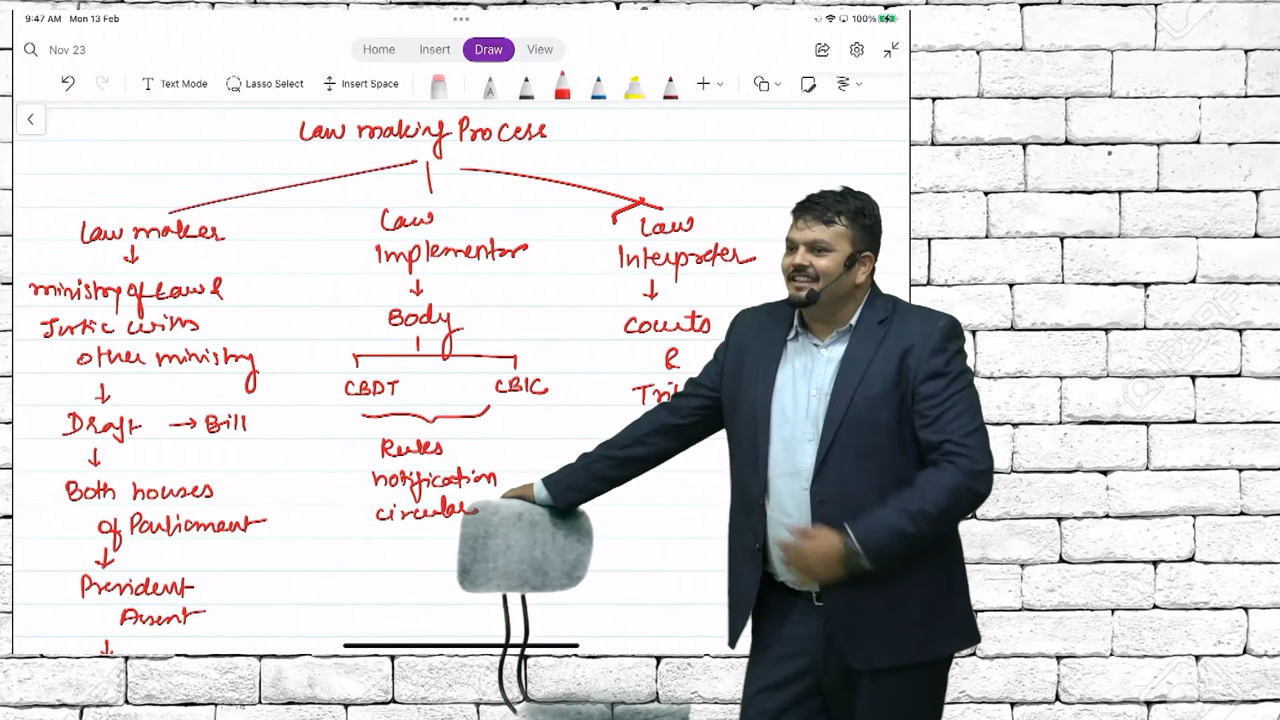 9:47 AM Mon 13 Feb
100%
Nov 23
Home Insert Draw View
Text Mode Lasso Select Insert Space
Law making Process
Law maker
↓
ministry of Law &
Justic with
other ministry
↓
Draft → Bill
↓
Both houses
of Parliament
↓
President
Assent
↓
Law
Implementor
↓
Body
CBDT CBIC
Rules
notification
circular
Law
Interpreter
↓
Courts
&